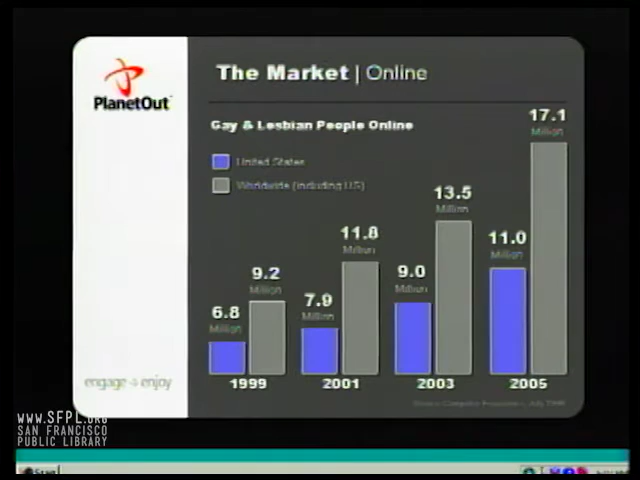 PlanetOut
The Market | Online
Gay & Lesbian People Online
United States
Worldwide (including US)
6.8
Million
9.2
Million
7.9
Million
11.8
Million
9.0
Million
13.5
Million
11.0
Million
17.1
Million
1999
2001
2003
2005
engage
enjoy
www.SFPL.org
SAN FRANCISCO
PUBLIC LIBRARY
Start